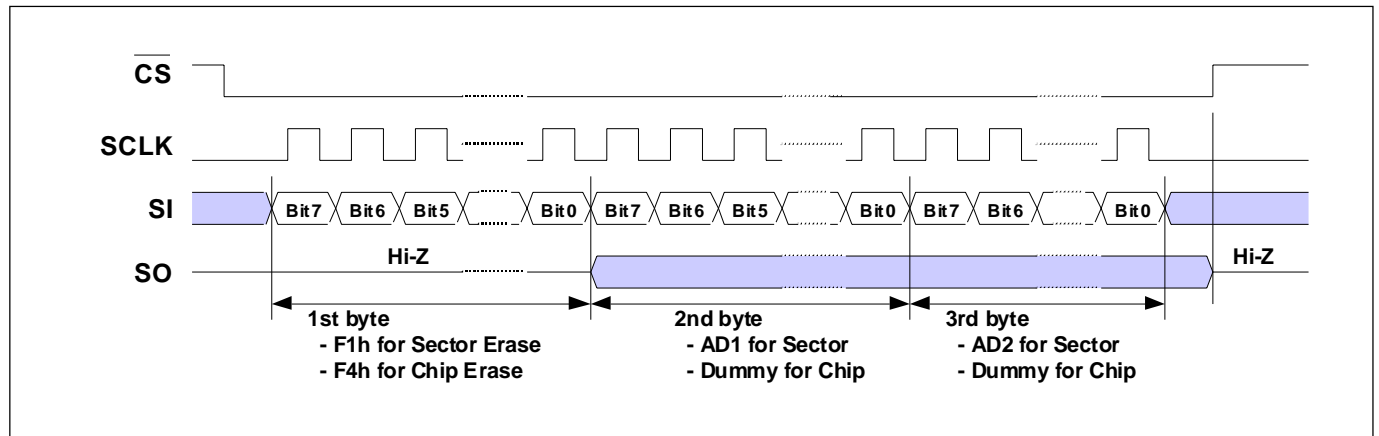 CS
SCLK
SI Bit7 Bit6 Bit5 Bit0 Bit7 Bit6 Bit5 Bit0 Bit7 Bit6 Bit0
SO Hi-Z Hi-Z
1st byte 2nd byte 3rd byte
- F1h for Sector Erase - AD1 for Sector - AD2 for Sector
- F4h for Chip Erase - Dummy for Chip - Dummy for Chip